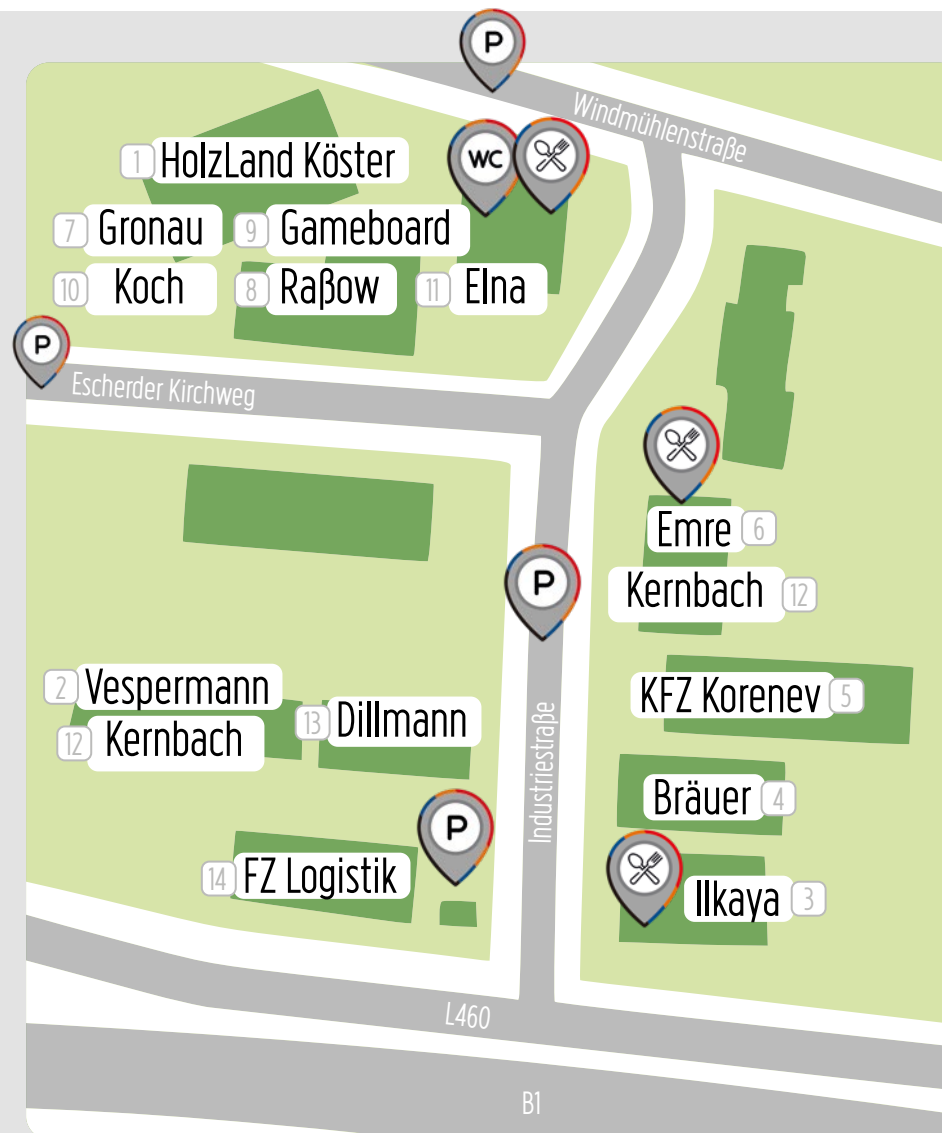 P
Windmühlenstraße
1 HolzLand Köster
WC
7 Gronau
9 Gameboard
10 Koch
8 Raßow
11 Elna
P
Escherder Kirchweg
Emre 6
P
Kernbach 12
2 Vespermann
KFZ Korenev 5
12 Kernbach
13 Dillmann
Industriestraße
Bräuer 4
P
14 FZ Logistik
Ilkaya 3
L460
B1